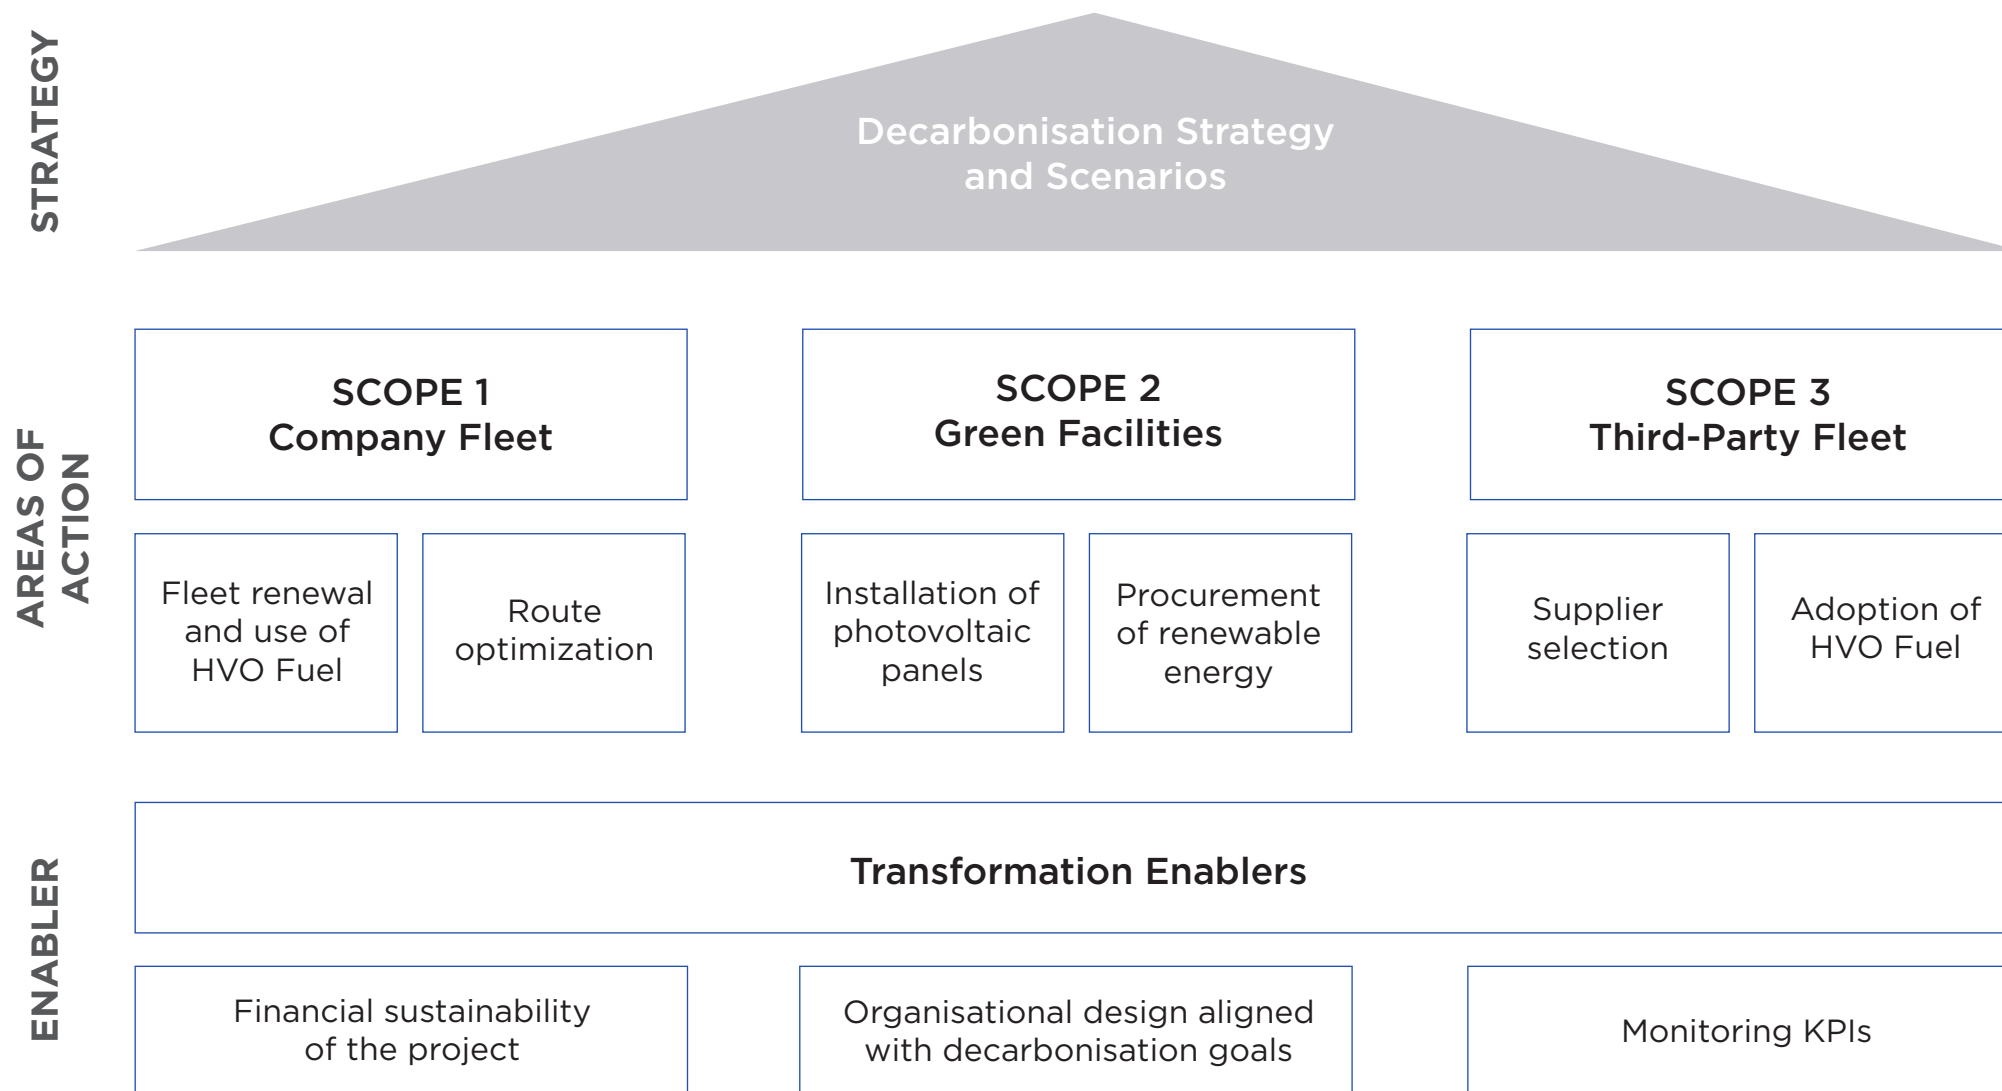 STRATEGY
Decarbonisation Strategy
and Scenarios
AREAS OF
ACTION
SCOPE 1
Company Fleet
SCOPE 2
Green Facilities
SCOPE 3
Third-Party Fleet
Fleet renewal
and use of
HVO Fuel
Route
optimization
Installation of
photovoltaic
panels
Procurement
of renewable
energy
Supplier
selection
Adoption of
HVO Fuel
ENABLER
Transformation Enablers
Financial sustainability
of the project
Organisational design aligned
with decarbonisation goals
Monitoring KPIs